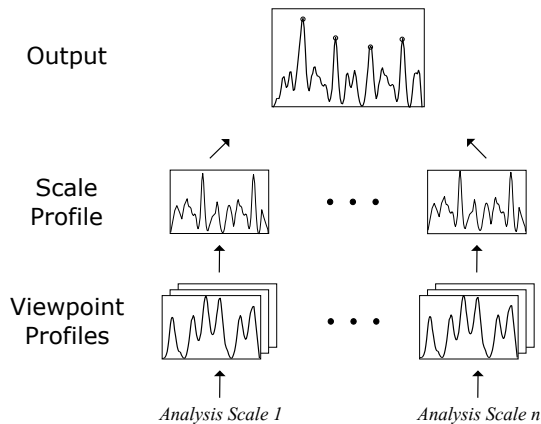 Output
Scale
Profile
Viewpoint
Profiles
Analysis Scale 1
Analysis Scale n